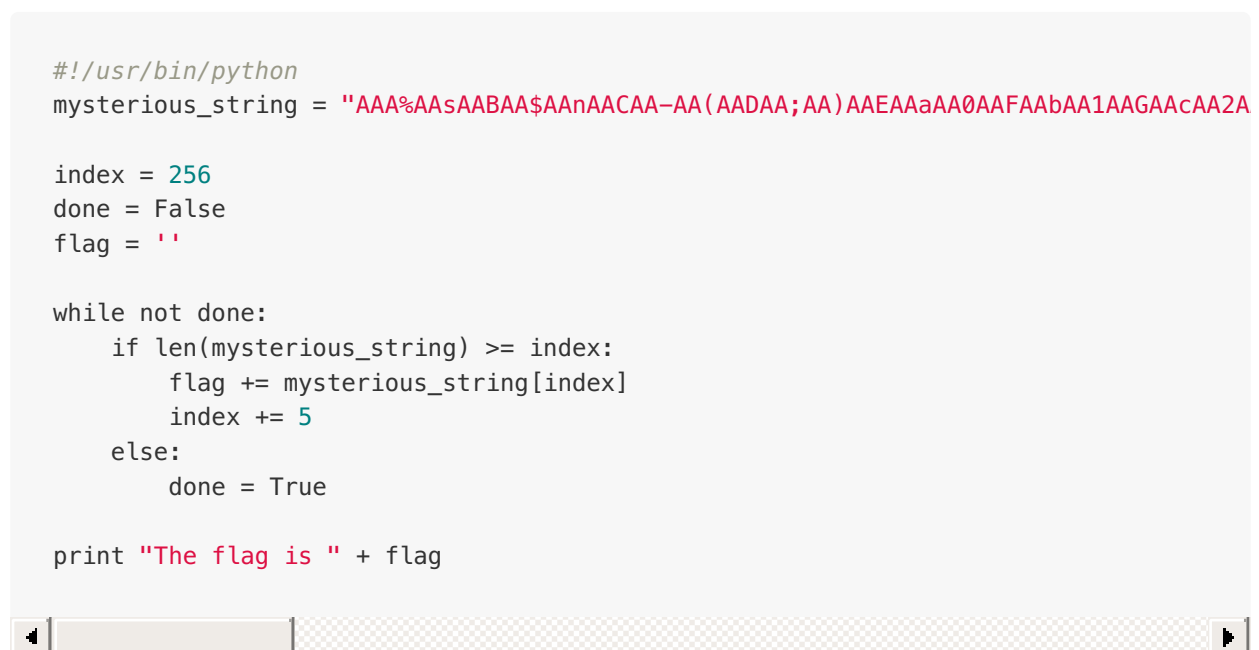 #!/usr/bin/python
mysterious_string = "AAA%AAsAABAA$AAnAACAA-AA(AADAA;AA)AAEAAaAA0AAFAAbAA1AAGAAcAA2A
index = 256
done = False
flag = ''
while not done:
    if len(mysterious_string) >= index:
        flag += mysterious_string[index]
        index += 5
    else:
        done = True
print "The flag is " + flag